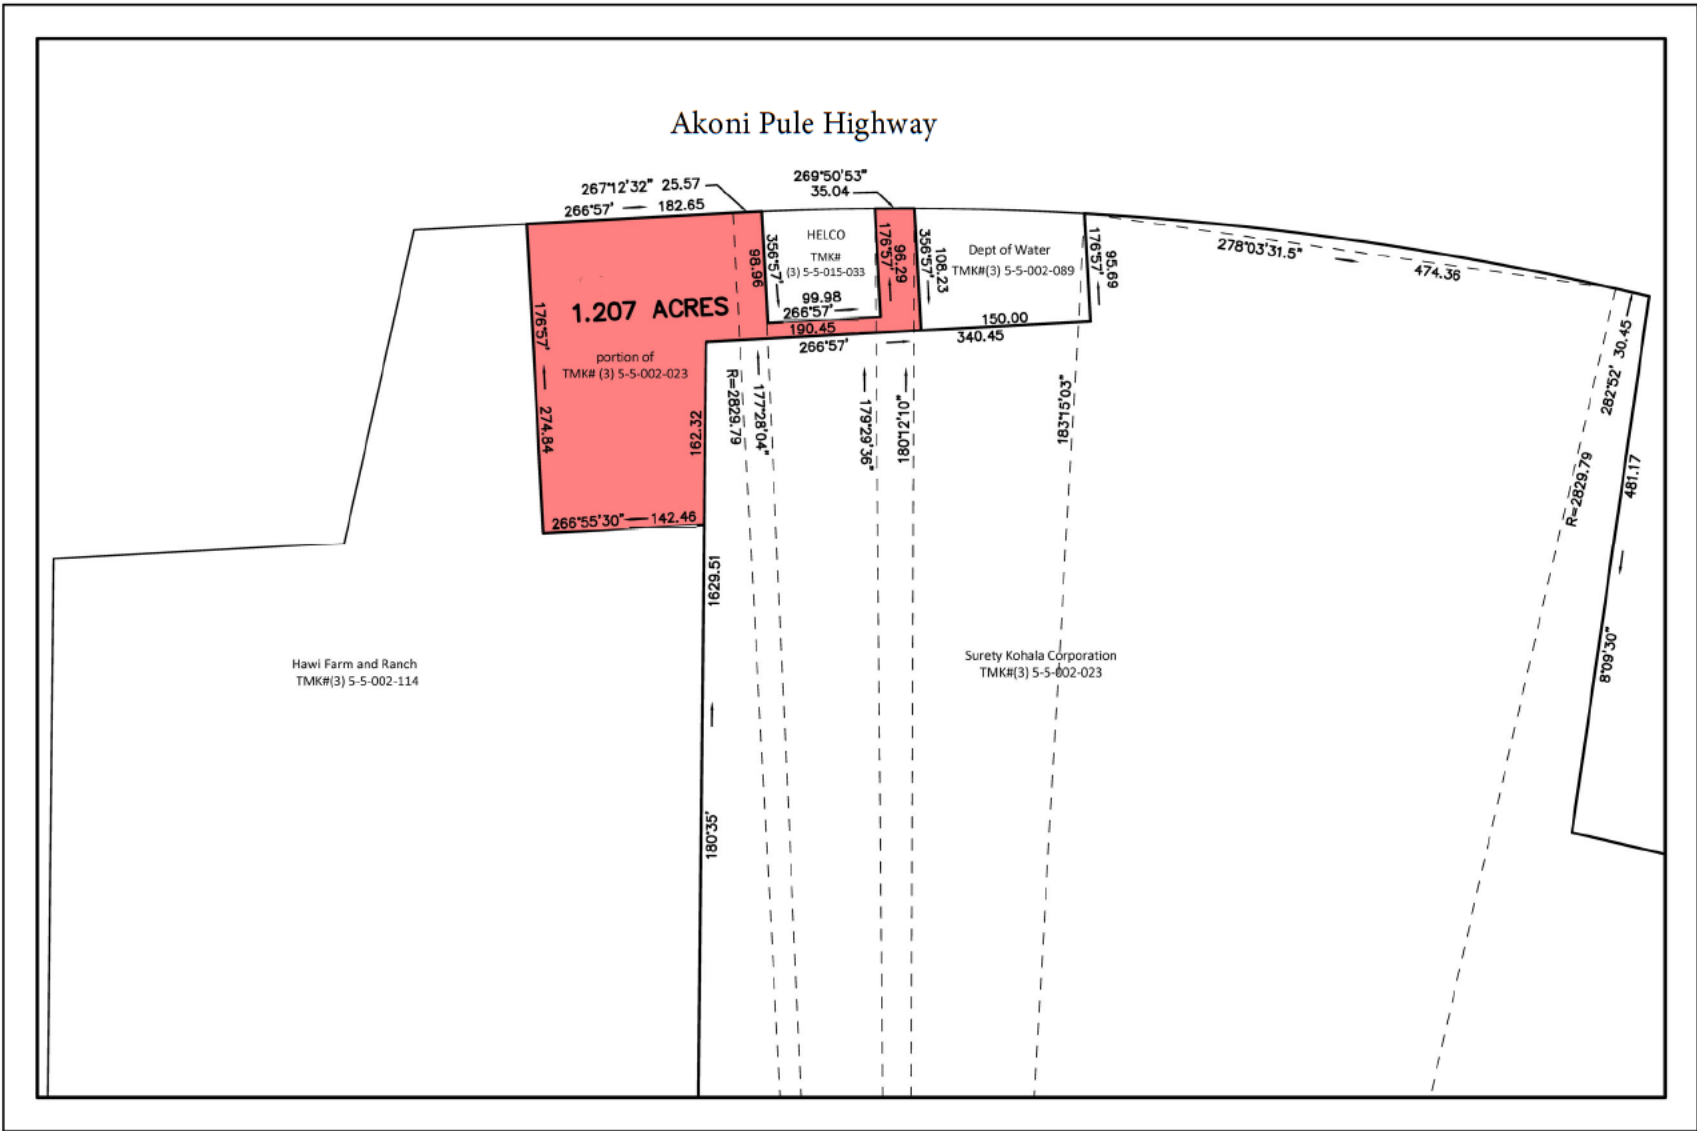 Akoni Pule Highway
267°12'32" 25.57
266°57' 182.65
269°50'53"
35.04
98.96
356°57'
HELCO
TMK#
(3) 5-5-015-033
99.98
266°57'
176°57'
96.29
356°57'
108.23
Dept of Water
TMK#(3) 5-5-002-089
176°57'
95.69
150.00
190.45
266°57'
340.45
278°03'31.5"
474.36
1.207 ACRES
portion of
TMK# (3) 5-5-002-023
176°57'
274.84
162.32
266°55'30" 142.46
R=2829.79
177°28'04"
179°29'36"
180°12'10"
183°15'03"
282°52' 30.45
R=2829.79
481.17
8°09'30"
1629.51
180°35'
Hawi Farm and Ranch
TMK#(3) 5-5-002-114
Surety Kohala Corporation
TMK#(3) 5-5-002-023